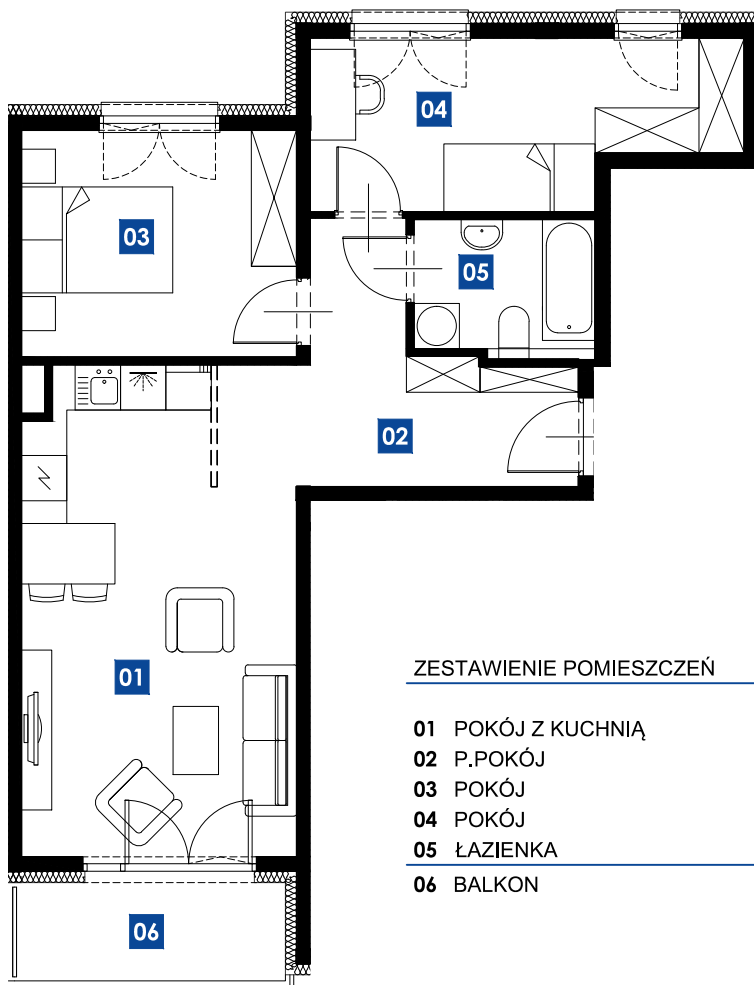 04
03
05
02
01
ZESTAWIENIE POMIESZCZEŃ
01 POKÓJ Z KUCHNIĄ
02 P.POKÓJ
03 POKÓJ
04 POKÓJ
05 ŁAZIENKA
06 BALKON
06